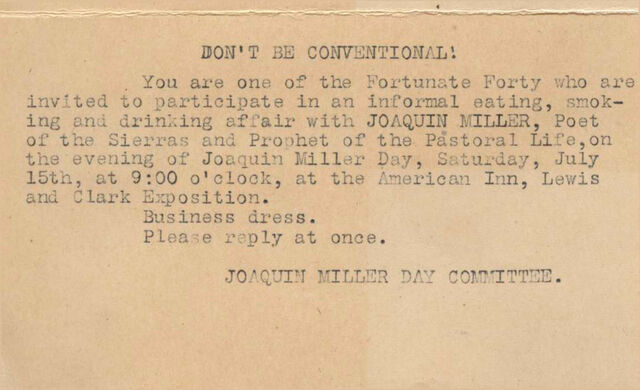 DON'T BE CONVENTIONAL!
You are one of the Fortunate Forty who are
invited to participate in an informal eating, smok-
ing and drinking affair with JOAQUIN MILLER, Poet
of the Sierras and Prophet of the Pastoral Life,on
the evening of Joaquin Miller Day, Saturday, July
15th, at 9:00 o'clock, at the American Inn, Lewis
and Clark Exposition.
Business dress.
Please reply at once.
JOAQUIN MILLER DAY COMMITTEE.